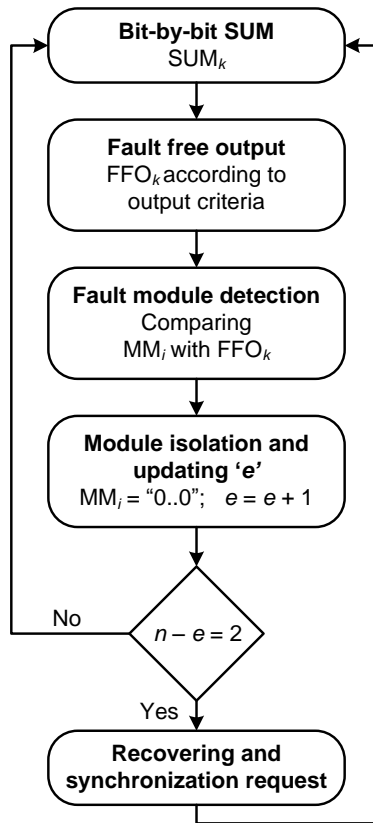 Bit-by-bit SUM
SUMₖ
Fault free output
FFOₖ according to
output criteria
Fault module detection
Comparing
MMᵢ with FFOₖ
Module isolation and
updating ‘e’
MMᵢ = “0..0”; e = e + 1
n – e = 2
No
Yes
Recovering and
synchronization request